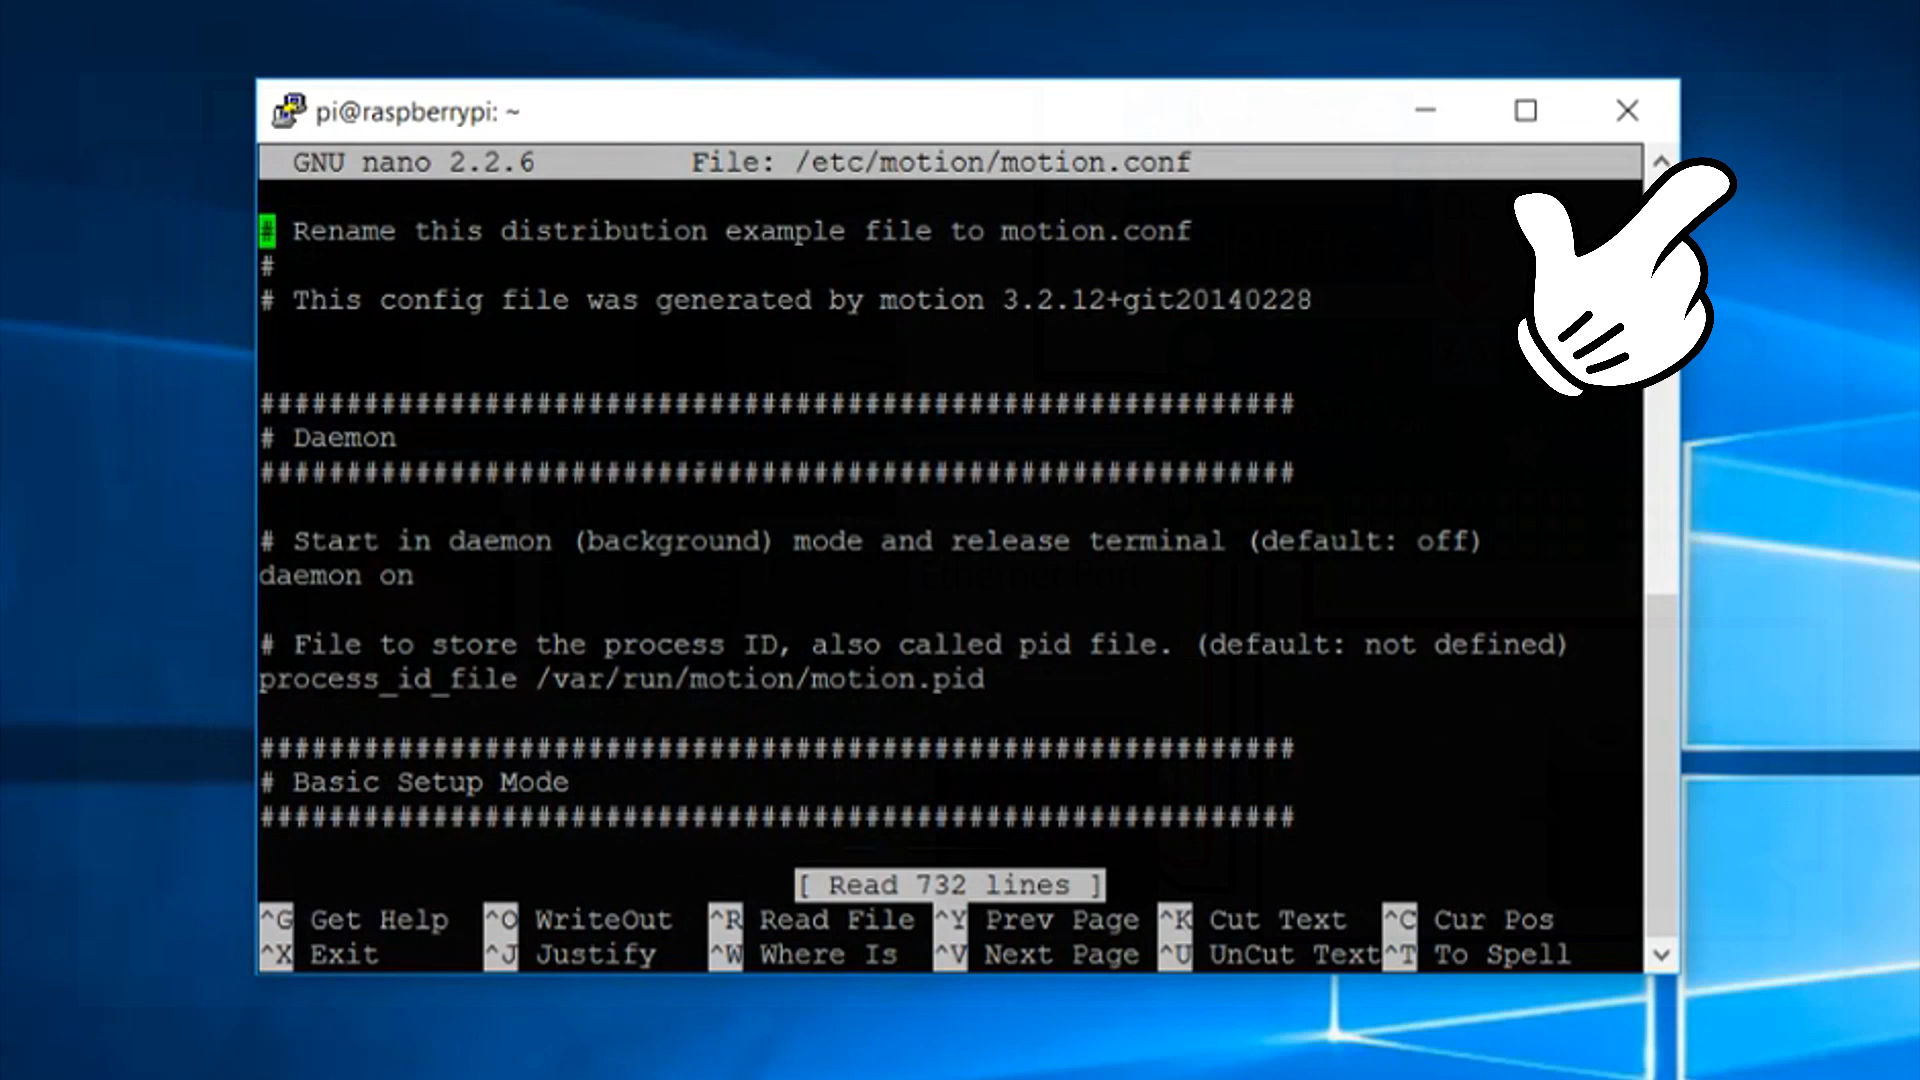 pi@raspberrypi: ~
GNU nano 2.2.6 File: /etc/motion/motion.conf
# Rename this distribution example file to motion.conf
#
# This config file was generated by motion 3.2.12+git20140228
############################################################
# Daemon
############################################################
# Start in daemon (background) mode and release terminal (default: off)
daemon on
# File to store the process ID, also called pid file. (default: not defined)
process_id_file /var/run/motion/motion.pid
############################################################
# Basic Setup Mode
############################################################
[ Read 732 lines ]
^G Get Help ^O WriteOut ^R Read File ^Y Prev Page ^K Cut Text ^C Cur Pos
^X Exit ^J Justify ^W Where Is ^V Next Page ^U UnCut Text ^T To Spell